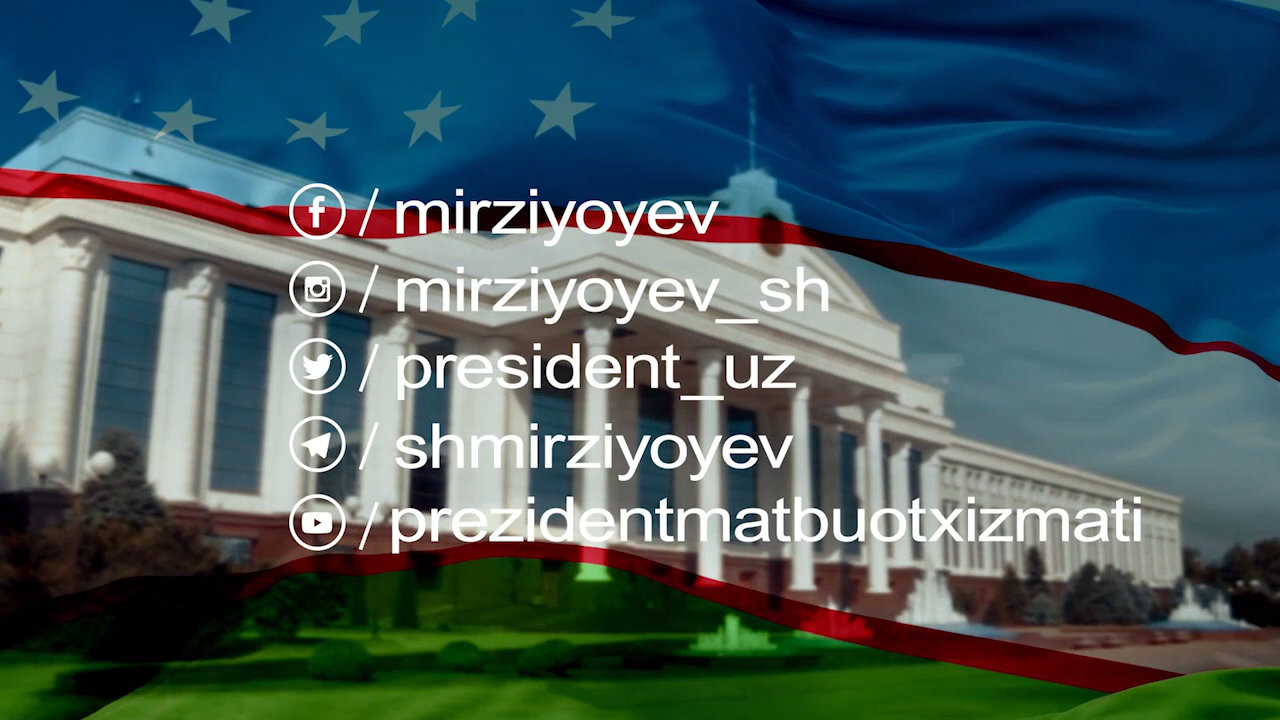 / mirziyoyev
/ mirziyoyev_sh
/ president_uz
/ shmirziyoyev
/prezidentmatbuotxizmati